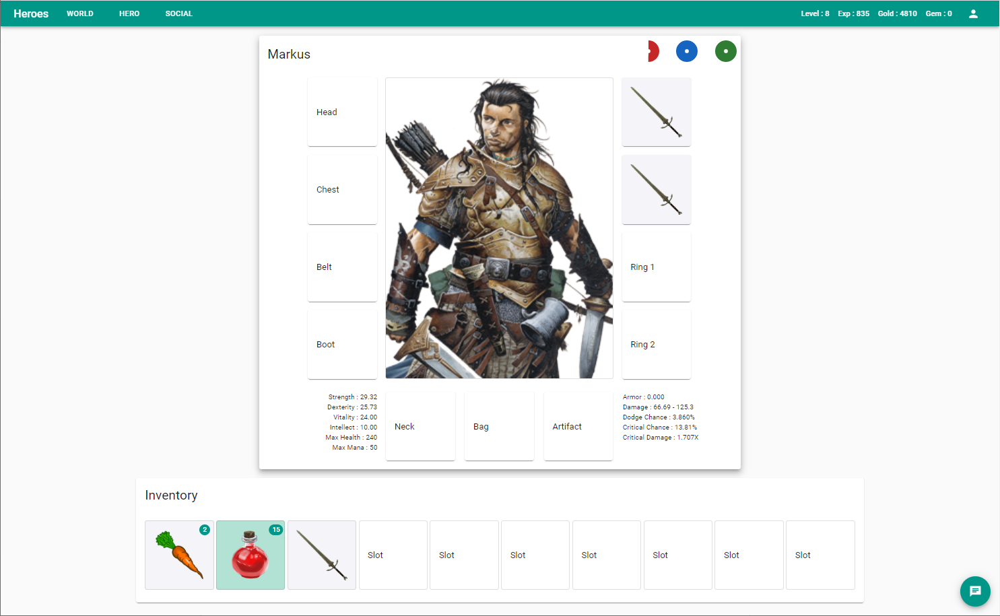 Heroes WORLD HERO SOCIAL Level : 8 Exp : 835 Gold : 4810 Gem : 0
Markus
Head
Chest
Belt
Ring 1
Boot
Ring 2
Strength : 29.32
Dexterity : 25.73
Vitality : 24.00
Intellect : 10.00
Max Health : 240
Max Mana : 50
Neck
Bag
Artifact
Armor : 0.000
Damage : 66.69 - 125.3
Dodge Chance : 3.860%
Critical Chance : 13.81%
Critical Damage : 1.707X
Inventory
2
15
Slot
Slot
Slot
Slot
Slot
Slot
Slot